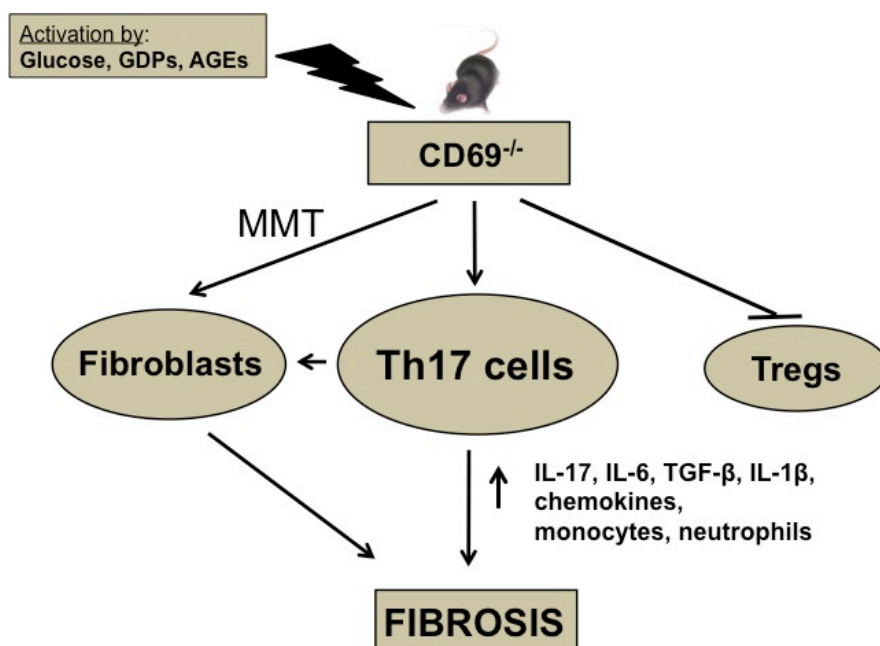 Activation by:
Glucose, GDPs, AGEs
CD69-/-
MMT
Fibroblasts
Th17 cells
Tregs
IL-17, IL-6, TGF-β, IL-1β,
chemokines,
monocytes, neutrophils
FIBROSIS